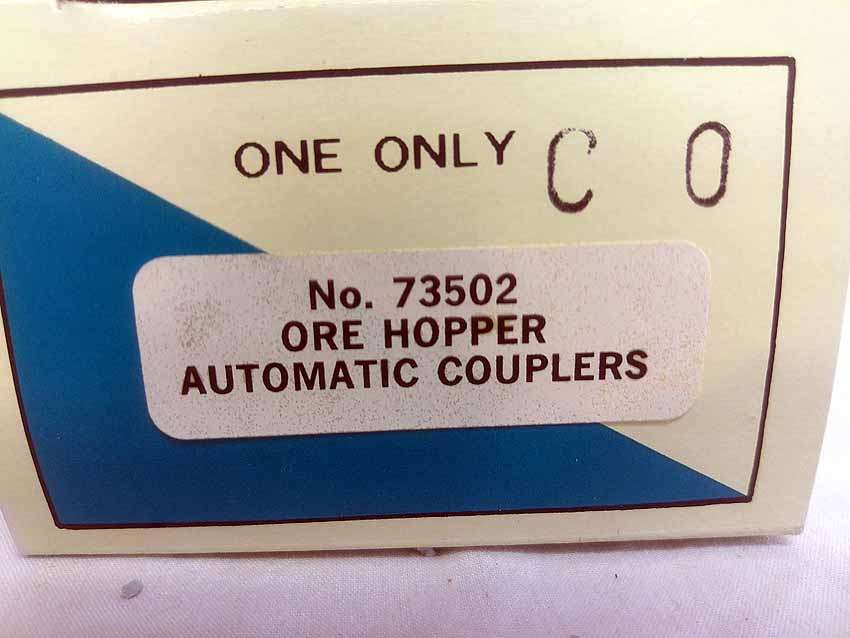 ONE ONLY C O
No. 73502
ORE HOPPER
AUTOMATIC COUPLERS